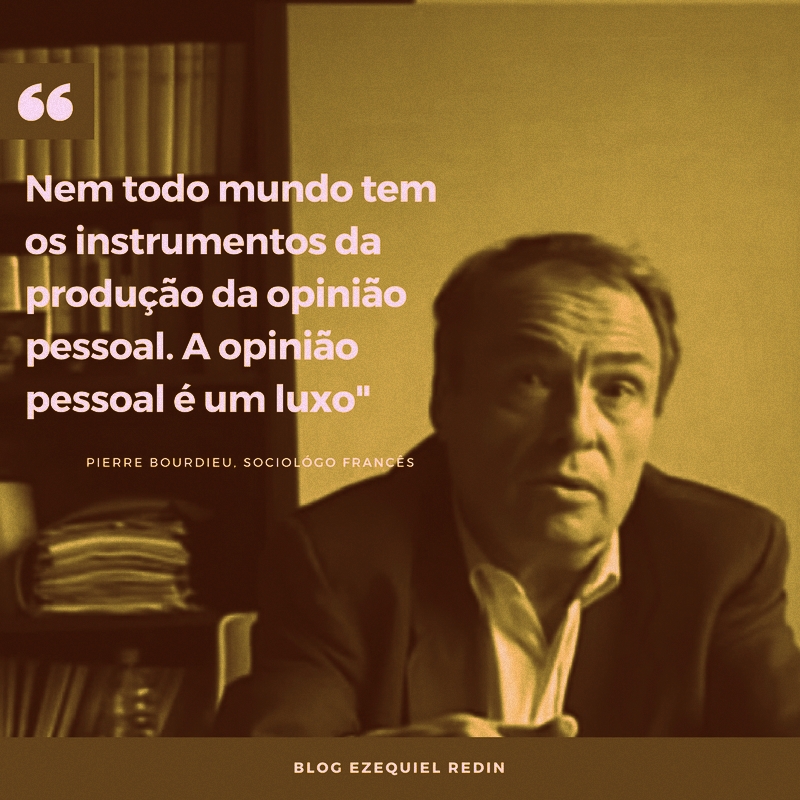 “
Nem todo mundo tem
os instrumentos da
produção da opinião
pessoal. A opinião
pessoal é um luxo"
PIERRE BOURDIEU, SOCIOLÓGO FRANCÊS
BLOG EZEQUIEL REDIN